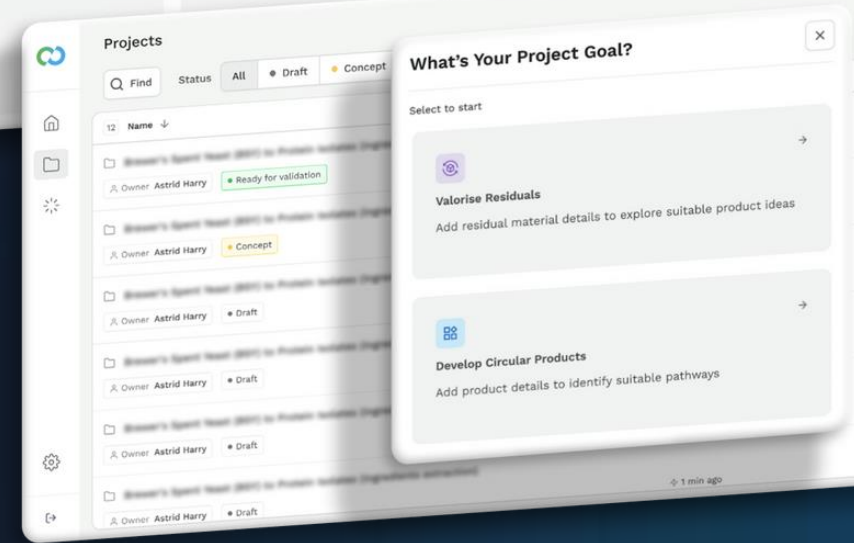 Projects
Find
Status
All
Draft
Concept
12 Name
Owner Astrid Harry
Ready for validation
Owner Astrid Harry
Concept
Owner Astrid Harry
Draft
Owner Astrid Harry
Draft
Owner Astrid Harry
Draft
Owner Astrid Harry
Draft
1 min ago
What's Your Project Goal?
Select to start
Valorise Residuals
Add residual material details to explore suitable product ideas
Develop Circular Products
Add product details to identify suitable pathways